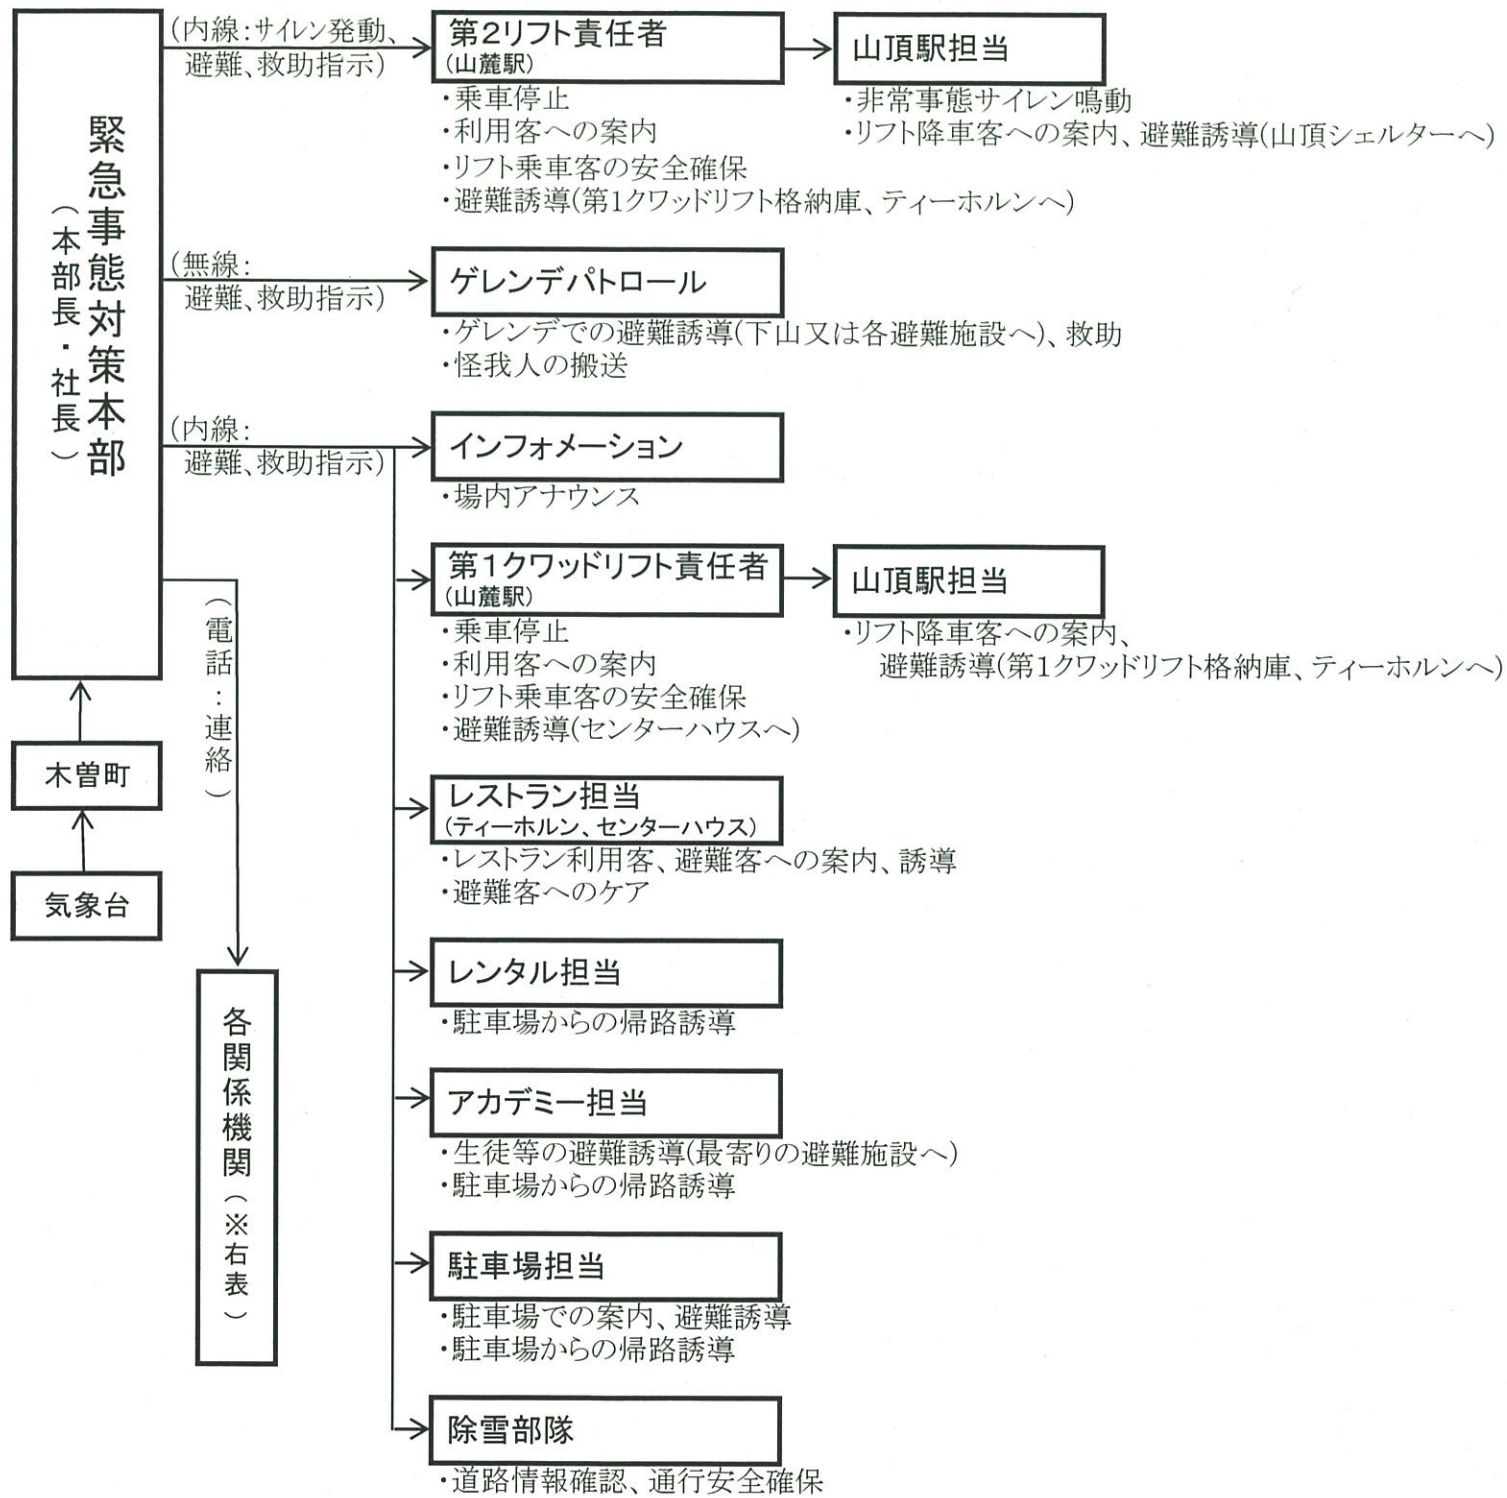 緊急事態対策本部
(本部長・社長)
木曽町
気象台
(電話:連絡)
各関係機関(※右表)
(内線:サイレン発動、
避難、救助指示)
第2リフト責任者
(山麓駅)
・乗車停止
・利用客への案内
・リフト乗車客の安全確保
・避難誘導(第1クワッドリフト格納庫、ティーホルンへ)
山頂駅担当
・非常事態サイレン鳴動
・リフト降車客への案内、避難誘導(山頂シェルターへ)
(無線:
避難、救助指示)
ゲレンデパトロール
・ゲレンデでの避難誘導(下山又は各避難施設へ)、救助
・怪我人の搬送
(内線:
避難、救助指示)
インフォメーション
・場内アナウンス
第1クワッドリフト責任者
(山麓駅)
・乗車停止
・利用客への案内
・リフト乗車客の安全確保
・避難誘導(センターハウスへ)
山頂駅担当
・リフト降車客への案内、
避難誘導(第1クワッドリフト格納庫、ティーホルンへ)
レストラン担当
(ティーホルン、センターハウス)
・レストラン利用客、避難客への案内、誘導
・避難客へのケア
レンタル担当
・駐車場からの帰路誘導
アカデミー担当
・生徒等の避難誘導(最寄りの避難施設へ)
・駐車場からの帰路誘導
駐車場担当
・駐車場での案内、避難誘導
・駐車場からの帰路誘導
除雪部隊
・道路情報確認、通行安全確保